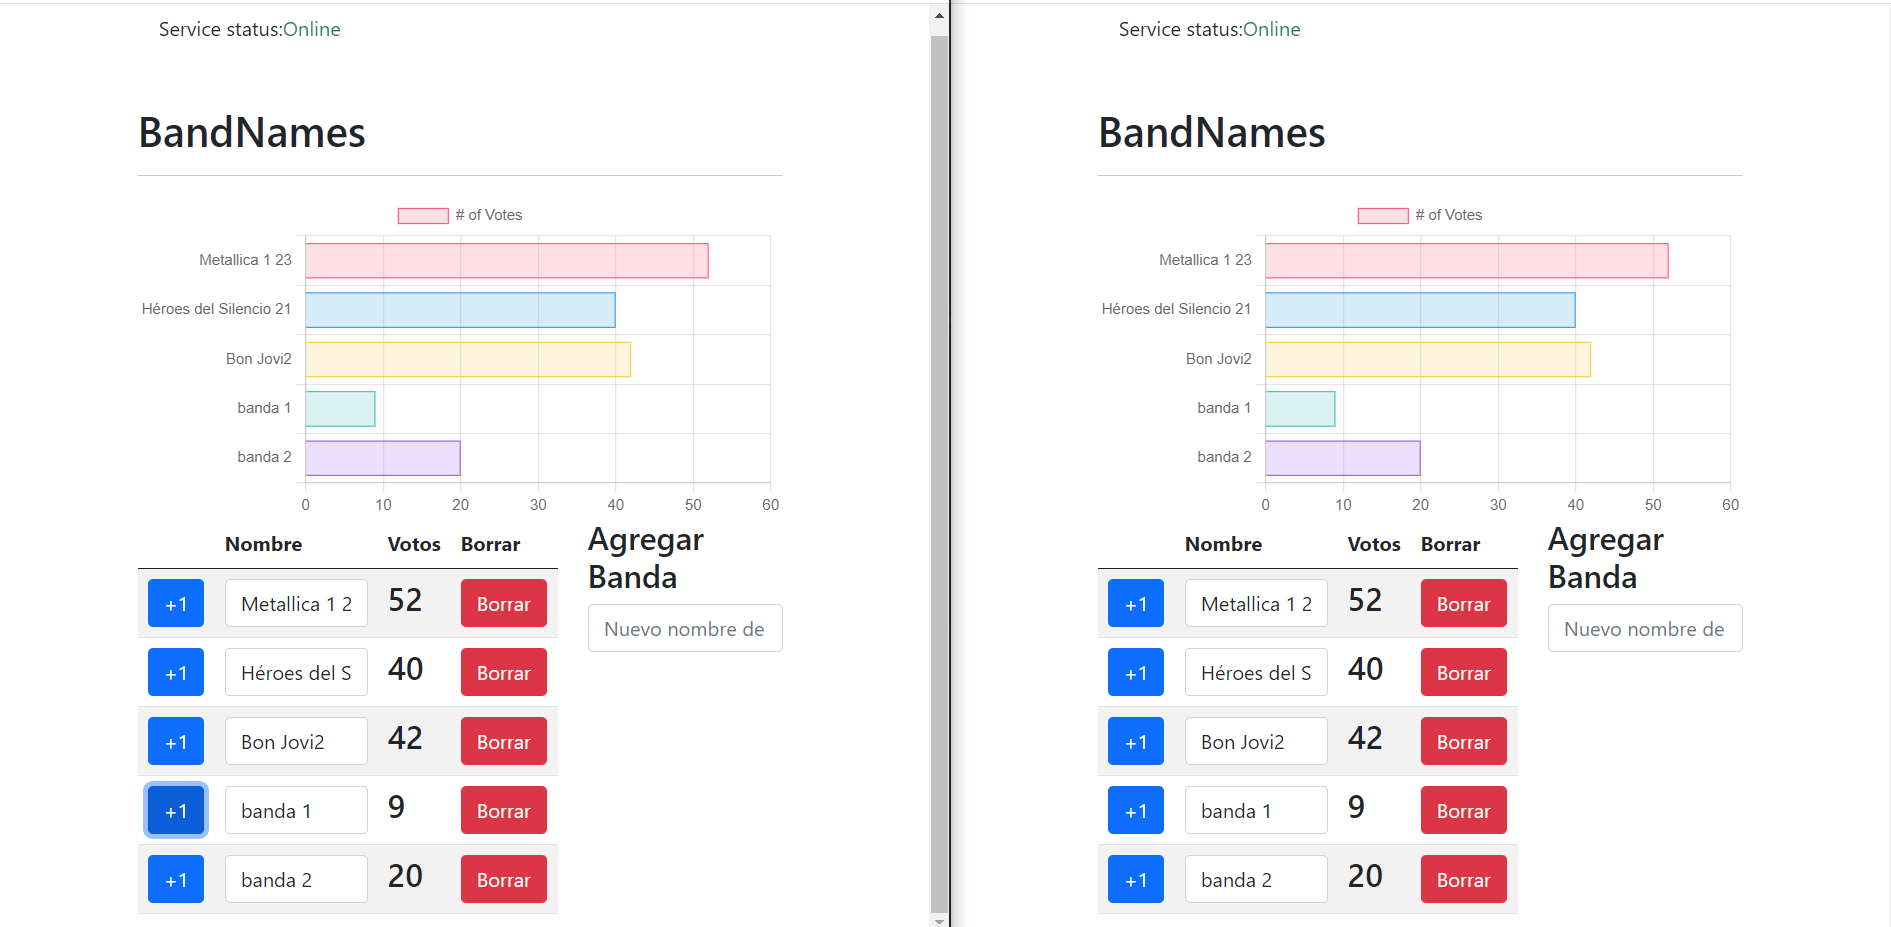 Service status:Online
BandNames
# of Votes
Metallica 1 23
Héroes del Silencio 21
Bon Jovi2
banda 1
banda 2
0 10 20 30 40 50 60
Nombre Votos Borrar
+1 Metallica 1 2 52 Borrar
+1 Héroes del S 40 Borrar
+1 Bon Jovi2 42 Borrar
+1 banda 1 9 Borrar
+1 banda 2 20 Borrar
Agregar
Banda
Nuevo nombre de
Service status:Online
BandNames
# of Votes
Metallica 1 23
Héroes del Silencio 21
Bon Jovi2
banda 1
banda 2
0 10 20 30 40 50 60
Nombre Votos Borrar
+1 Metallica 1 2 52 Borrar
+1 Héroes del S 40 Borrar
+1 Bon Jovi2 42 Borrar
+1 banda 1 9 Borrar
+1 banda 2 20 Borrar
Agregar
Banda
Nuevo nombre de